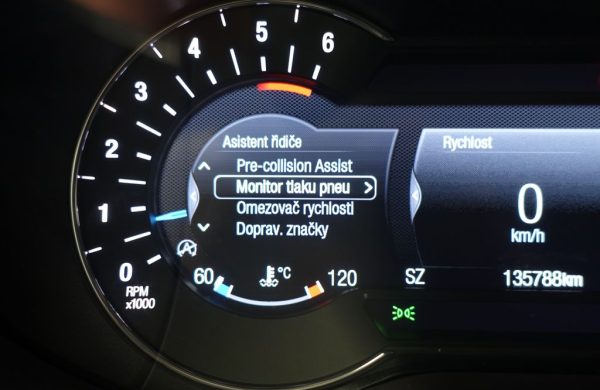 6
5
4
3
2
1
0
RPM
x1000
Asistent řidiče
Pre-collision Assist
Monitor tlaku pneu
Omezovač rychlosti
Doprav. značky
60 °C 120
Rychlost
0
km/h
SZ 135788km